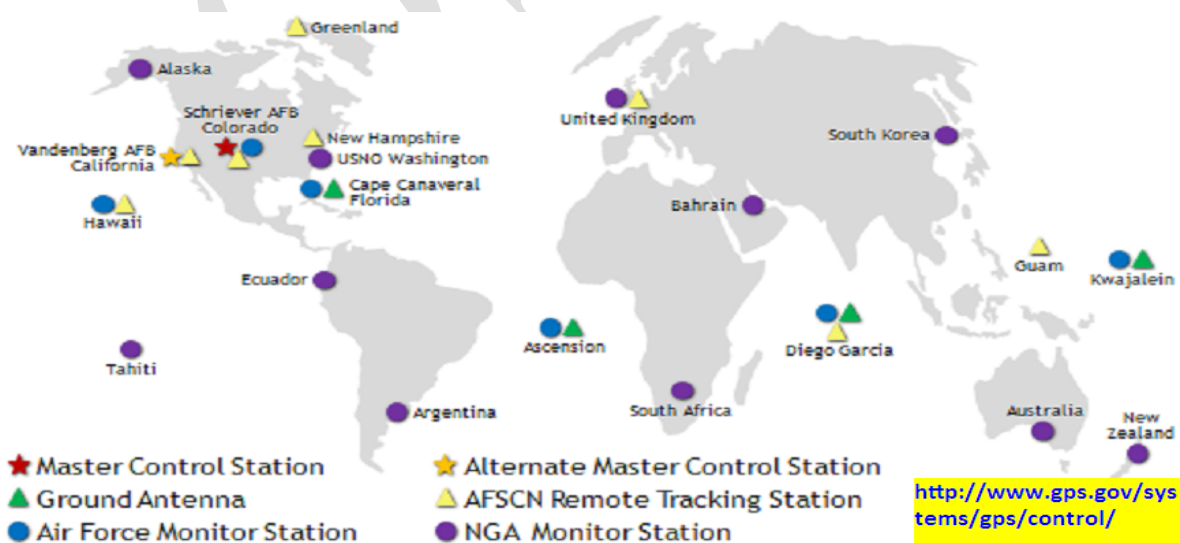 Greenland
Alaska
Schriever AFB
Colorado
New Hampshire
Vandenberg AFB
California
USNO Washington
Cape Canaveral
Florida
Hawaii
United Kingdom
South Korea
Bahrain
Guam
Kwajalein
Ecuador
Ascension
Diego Garcia
Tahiti
Argentina
South Africa
Australia
New
Zealand
Master Control Station
Alternate Master Control Station
Ground Antenna
AFSCN Remote Tracking Station
Air Force Monitor Station
NGA Monitor Station
http://www.gps.gov/sys
tems/gps/control/